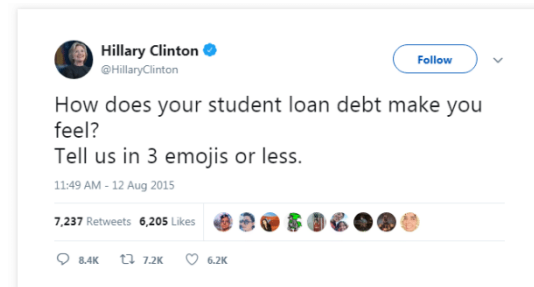 Hillary Clinton
Follow
@HillaryClinton
How does your student loan debt make you
feel?
Tell us in 3 emojis or less.
11:49 AM - 12 Aug 2015
7,237 Retweets 6,205 Likes
8.4K 7.2K 6.2K